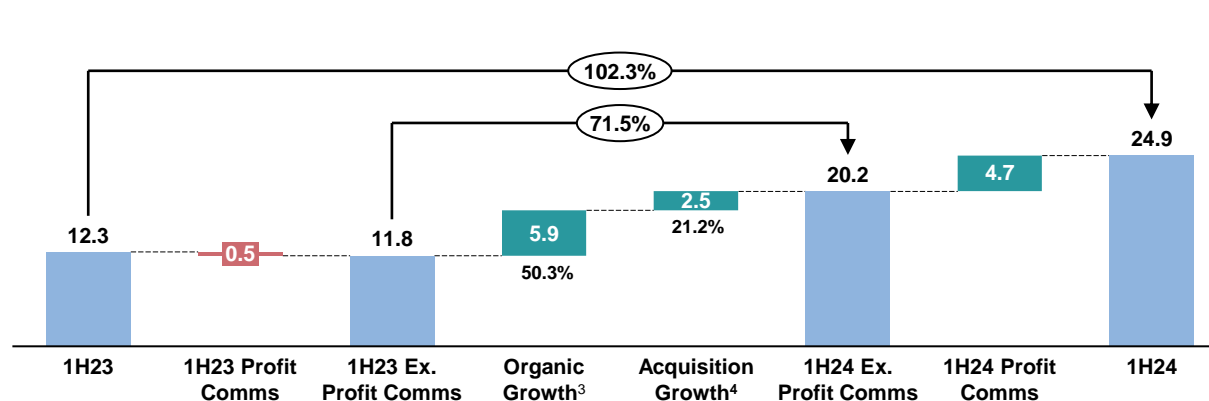 102.3%
71.5%
24.9
20.2
4.7
2.5
21.2%
12.3
11.8
5.9
0.5
50.3%
1H23
1H23 Profit
Comms
1H23 Ex.
Profit Comms
Organic
Growth³
Acquisition
Growth⁴
1H24 Ex.
Profit Comms
1H24 Profit
Comms
1H24